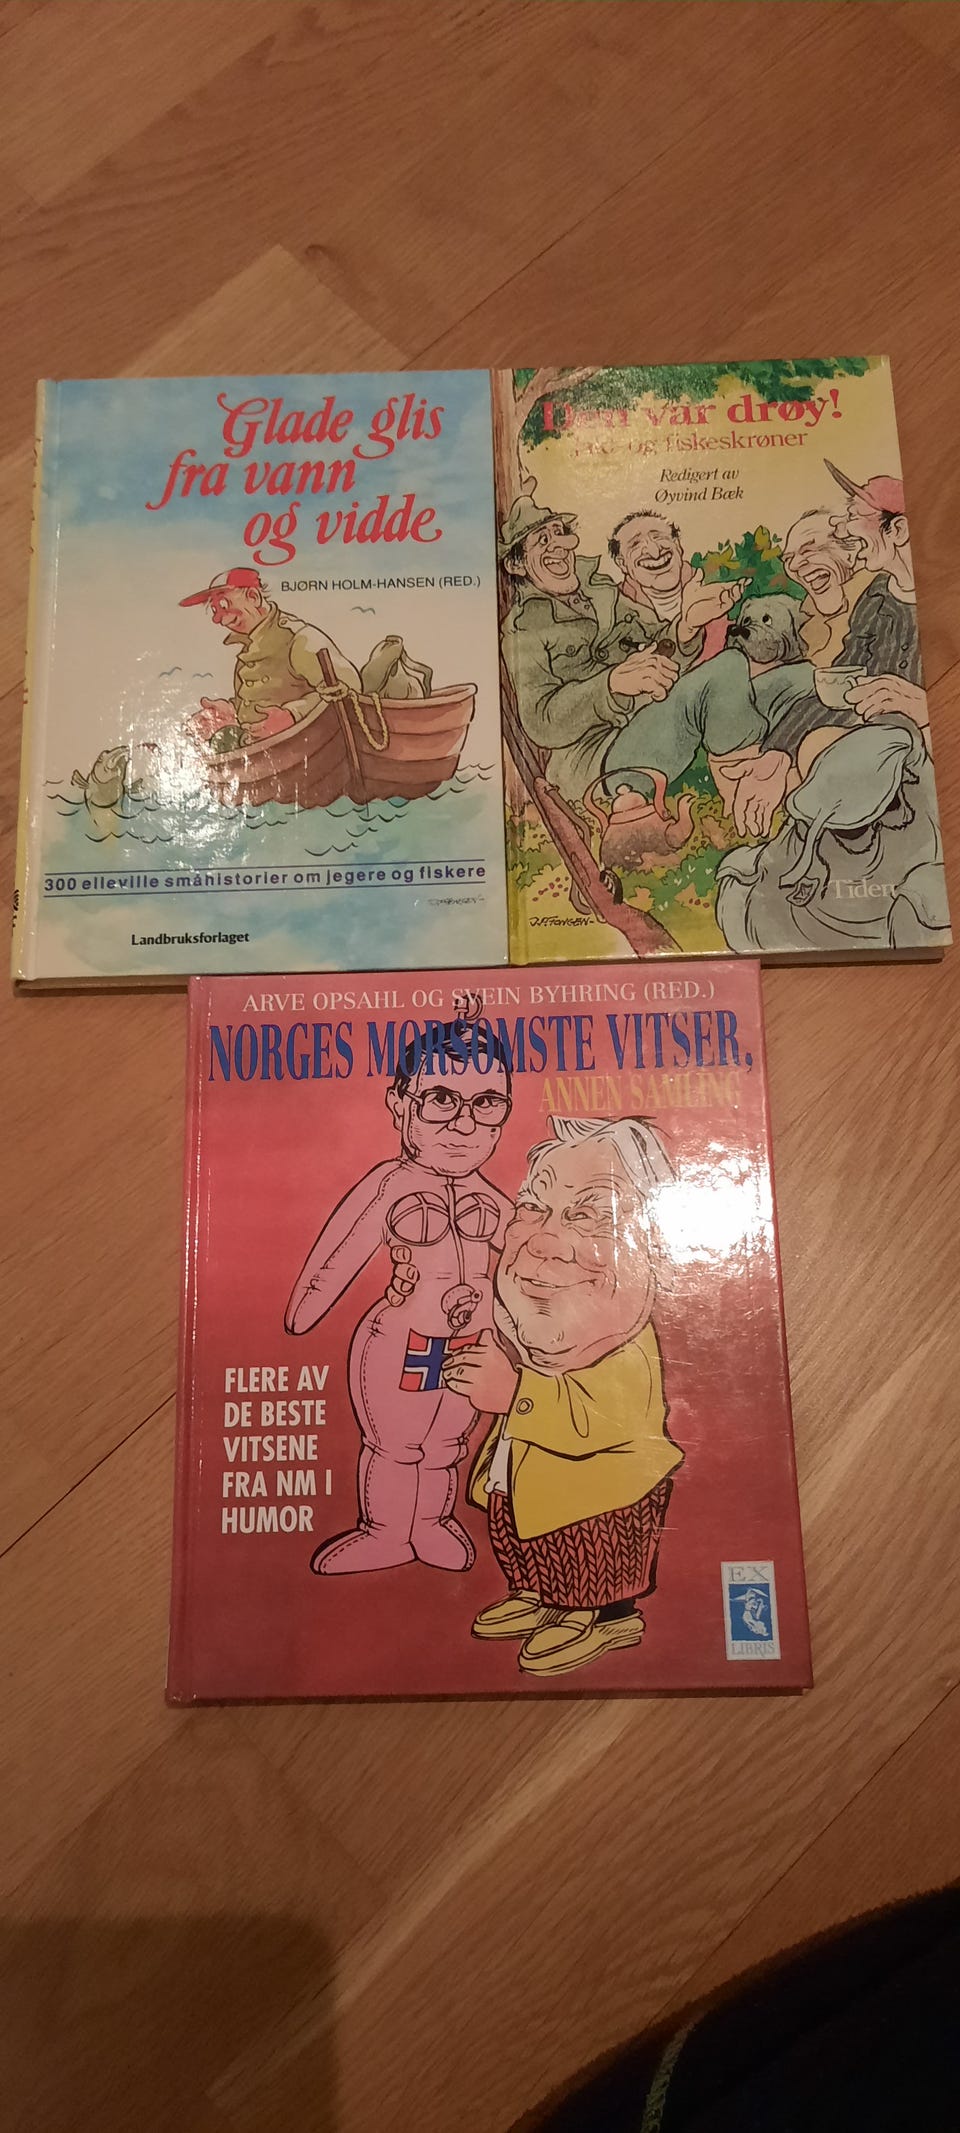 Glade glis
fra vann
og vidde
BJØRN HOLM-HANSEN (RED.)
300 elleville småhistorier om jegere og fiskere
Landbruksforlaget
Den var drøy!
Jakt- og fiskeskrøner
Redigert av
Øyvind Bæk
Tiden
J.P. FONGEN-
ARVE OPSAHL OG SVEIN BYHRING (RED.)
NORGES MORSOMSTE VITSER,
ANNEN SAMLING
FLERE AV
DE BESTE
VITSENE
FRA NM I
HUMOR
EX
LIBRIS